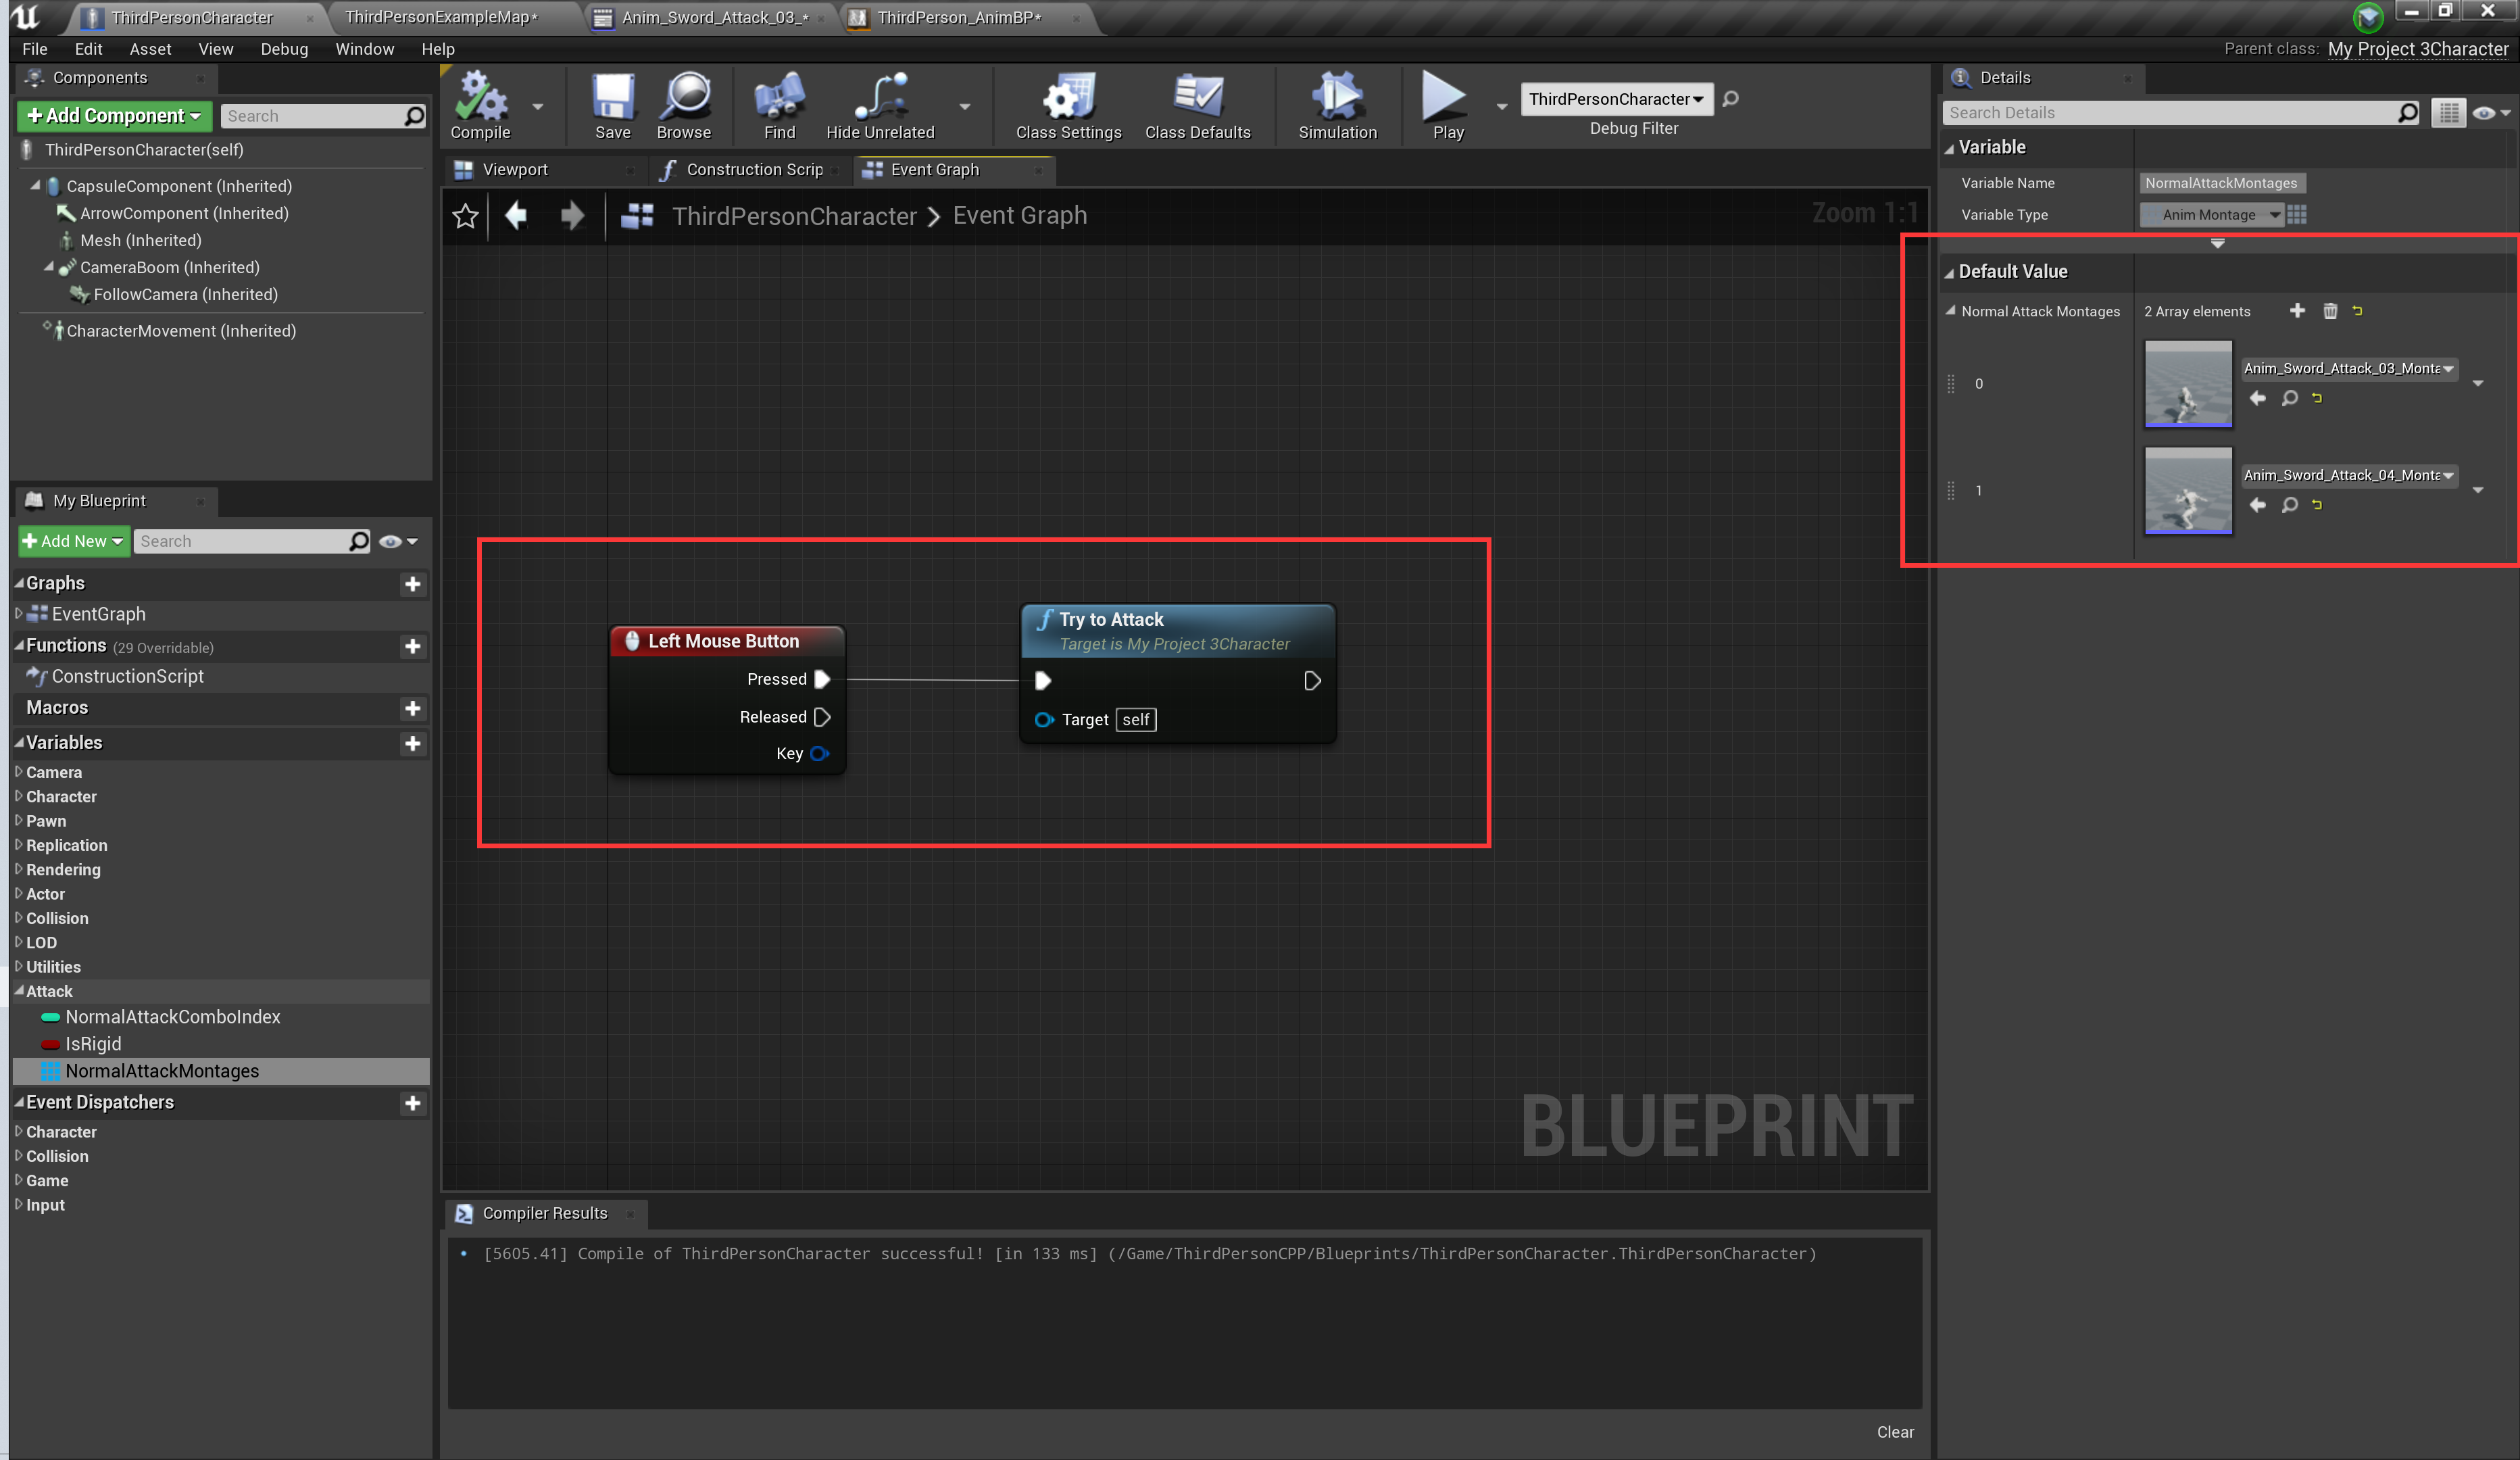 ThirdPersonCharacter
ThirdPersonExampleMap*
Anim_Sword_Attack_03_*
ThirdPerson_AnimBP*
File Edit Asset View Debug Window Help
Parent class: My Project 3Character
Components
Add Component
Search
ThirdPersonCharacter(self)
CapsuleComponent (Inherited)
ArrowComponent (Inherited)
Mesh (Inherited)
CameraBoom (Inherited)
FollowCamera (Inherited)
CharacterMovement (Inherited)
My Blueprint
Add New
Search
Graphs
EventGraph
Functions (29 Overridable)
ConstructionScript
Macros
Variables
Camera
Character
Pawn
Replication
Rendering
Actor
Collision
LOD
Utilities
Attack
NormalAttackComboIndex
IsRigid
NormalAttackMontages
Event Dispatchers
Character
Collision
Game
Input
Compile
Save
Browse
Find
Hide Unrelated
Class Settings
Class Defaults
Simulation
Play
ThirdPersonCharacter
Debug Filter
Viewport
Construction Scrip
Event Graph
ThirdPersonCharacter > Event Graph
Zoom 1:1
Left Mouse Button
Pressed
Released
Key
Try to Attack
Target is My Project 3Character
Target self
BLUEPRINT
Compiler Results
[5605.41] Compile of ThirdPersonCharacter successful! [in 133 ms] (/Game/ThirdPersonCPP/Blueprints/ThirdPersonCharacter.ThirdPersonCharacter)
Clear
Details
Search Details
Variable
Variable Name NormalAttackMontages
Variable Type Anim Montage
Default Value
Normal Attack Montages 2 Array elements
0 Anim_Sword_Attack_03_Monta
1 Anim_Sword_Attack_04_Monta